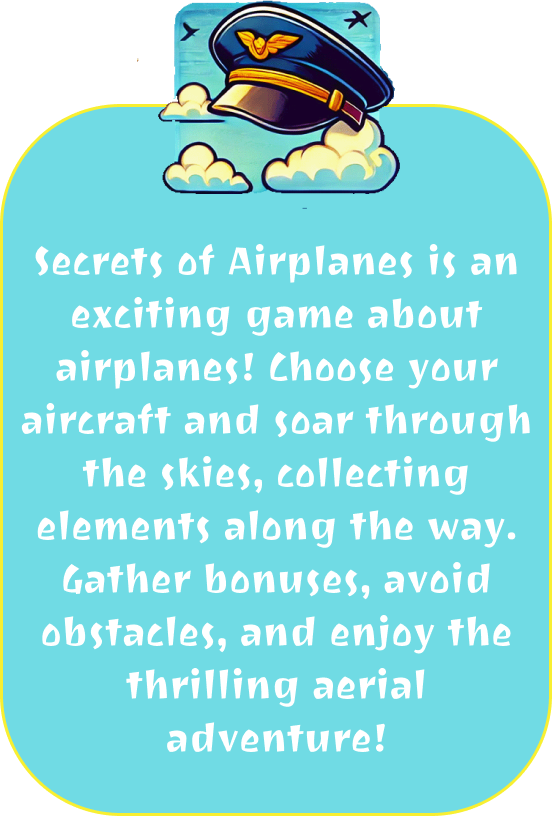 Secrets of Airplanes is an
exciting game about
airplanes! Choose your
aircraft and soar through
the skies, collecting
elements along the way.
Gather bonuses, avoid
obstacles, and enjoy the
thrilling aerial
adventure!